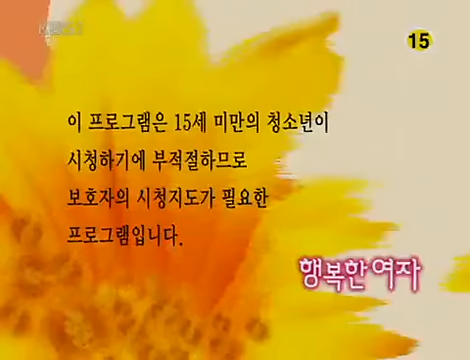 15
이 프로그램은 15세 미만의 청소년이
시청하기에 부적절하므로
보호자의 시청지도가 필요한
프로그램입니다.
행복한 여자